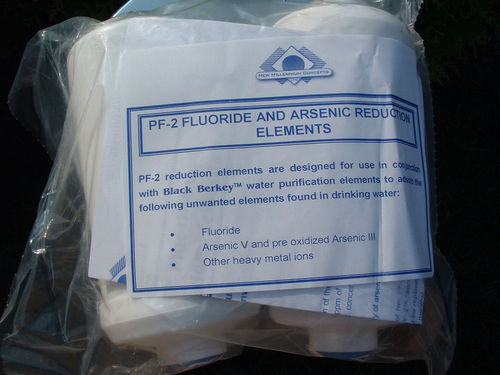 NEW MILLENNIUM CONCEPTS
PF-2 FLUORIDE AND ARSENIC REDUCTION
ELEMENTS
PF-2 reduction elements are designed for use in conjunction
with Black Berkey™ water purification elements to adsorb the
following unwanted elements found in drinking water:
• Fluoride
• Arsenic V and pre oxidized Arsenic III
• Other heavy metal ions